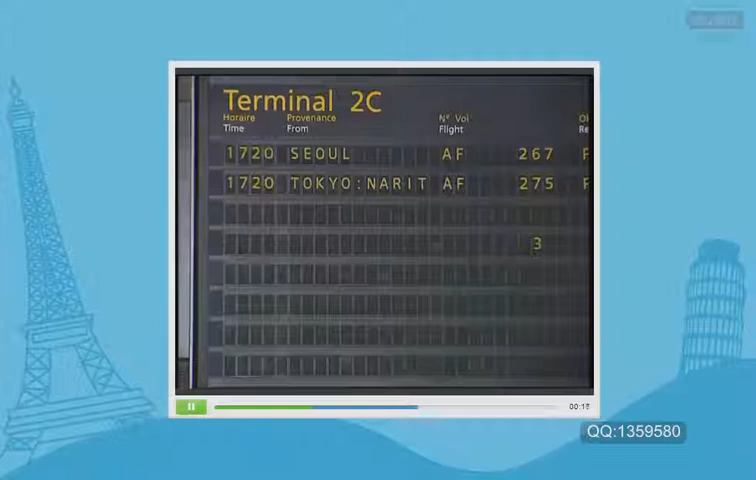 Terminal 2C
Horaire Provenance N° Vol
Time From Flight
1720 SEOUL AF 267
1720 TOKYO:NARIT AF 275
3
00:15
QQ:1359580